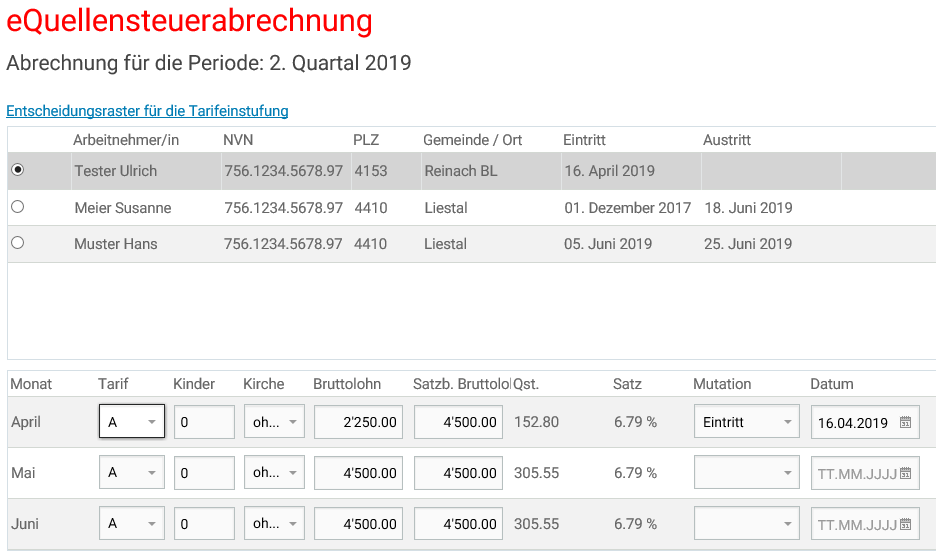 eQuellensteuerabrechnung
Abrechnung für die Periode: 2. Quartal 2019
Entscheidungsraster für die Tarifeinstufung
Arbeitnehmer/in NVN PLZ Gemeinde / Ort Eintritt Austritt
Tester Ulrich 756.1234.5678.97 4153 Reinach BL 16. April 2019
Meier Susanne 756.1234.5678.97 4410 Liestal 01. Dezember 2017 18. Juni 2019
Muster Hans 756.1234.5678.97 4410 Liestal 05. Juni 2019 25. Juni 2019
Monat Tarif Kinder Kirche Bruttolohn Satzb. Bruttolol Qst. Satz Mutation Datum
April A 0 oh... 2'250.00 4'500.00 152.80 6.79 % Eintritt 16.04.2019
Mai A 0 oh... 4'500.00 4'500.00 305.55 6.79 % TT.MM.JJJJ
Juni A 0 oh... 4'500.00 4'500.00 305.55 6.79 % TT.MM.JJJJ